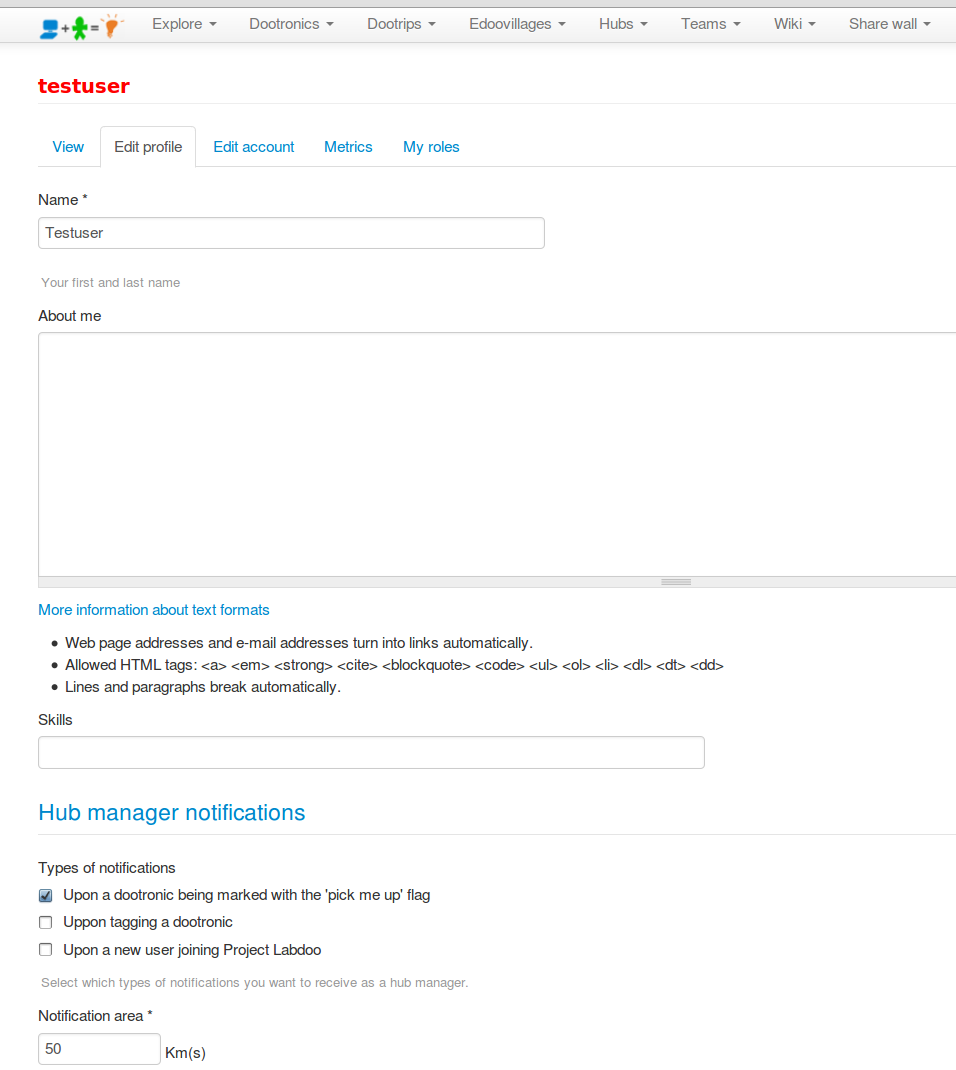 Explore Dootronics Dootrips Edoovillages Hubs Teams Wiki Share wall
testuser
View Edit profile Edit account Metrics My roles
Name *
Testuser
Your first and last name
About me
More information about text formats
Web page addresses and e-mail addresses turn into links automatically.
Allowed HTML tags: <a> <em> <strong> <cite> <blockquote> <code> <ul> <ol> <li> <dl> <dt> <dd>
Lines and paragraphs break automatically.
Skills
Hub manager notifications
Types of notifications
Upon a dootronic being marked with the 'pick me up' flag
Uppon tagging a dootronic
Upon a new user joining Project Labdoo
Select which types of notifications you want to receive as a hub manager.
Notification area *
50 Km(s)